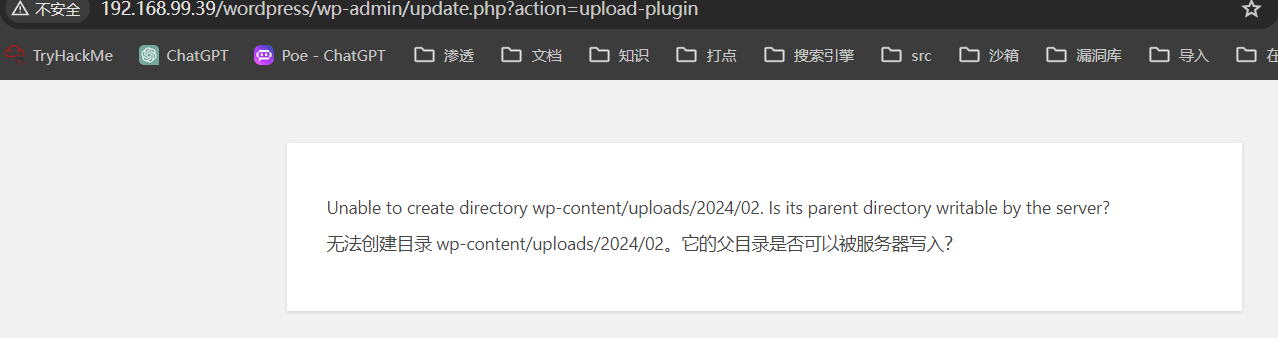 不安全 192.168.99.39/wordpress/wp-admin/update.php?action=upload-plugin
TryHackMe ChatGPT Poe - ChatGPT 渗透 文档 知识 打点 搜索引擎 src 沙箱 漏洞库 导入
Unable to create directory wp-content/uploads/2024/02. Is its parent directory writable by the server?
无法创建目录 wp-content/uploads/2024/02。它的父目录是否可以被服务器写入？